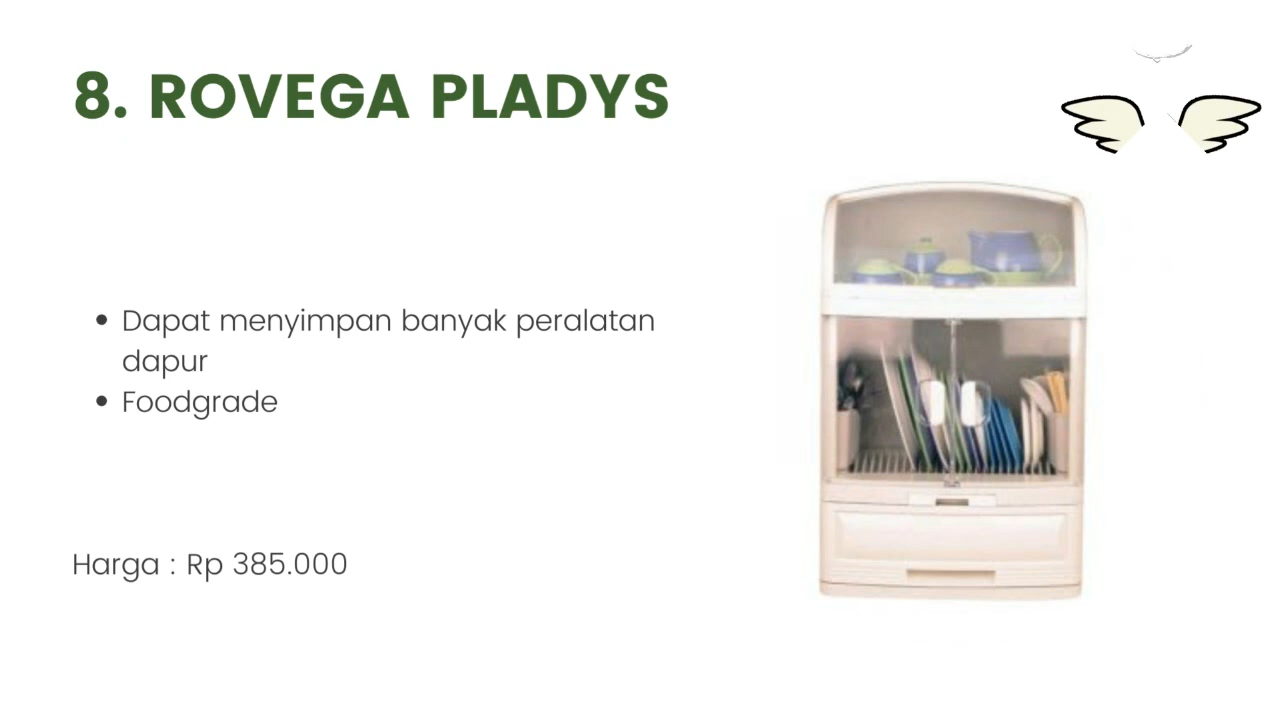 8. ROVEGA PLADYS
Dapat menyimpan banyak peralatan
dapur
Foodgrade
Harga : Rp 385.000